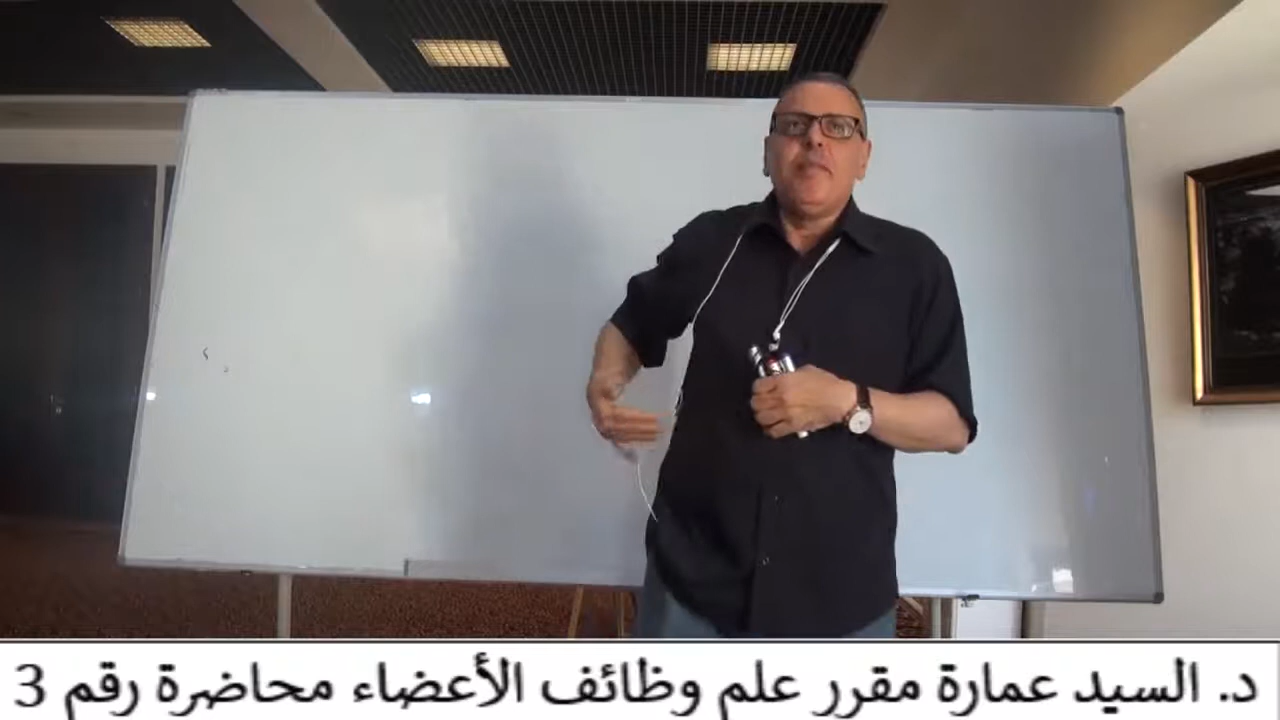 د. السيد عمارة مقرر علم وظائف الأعضاء محاضرة رقم 3